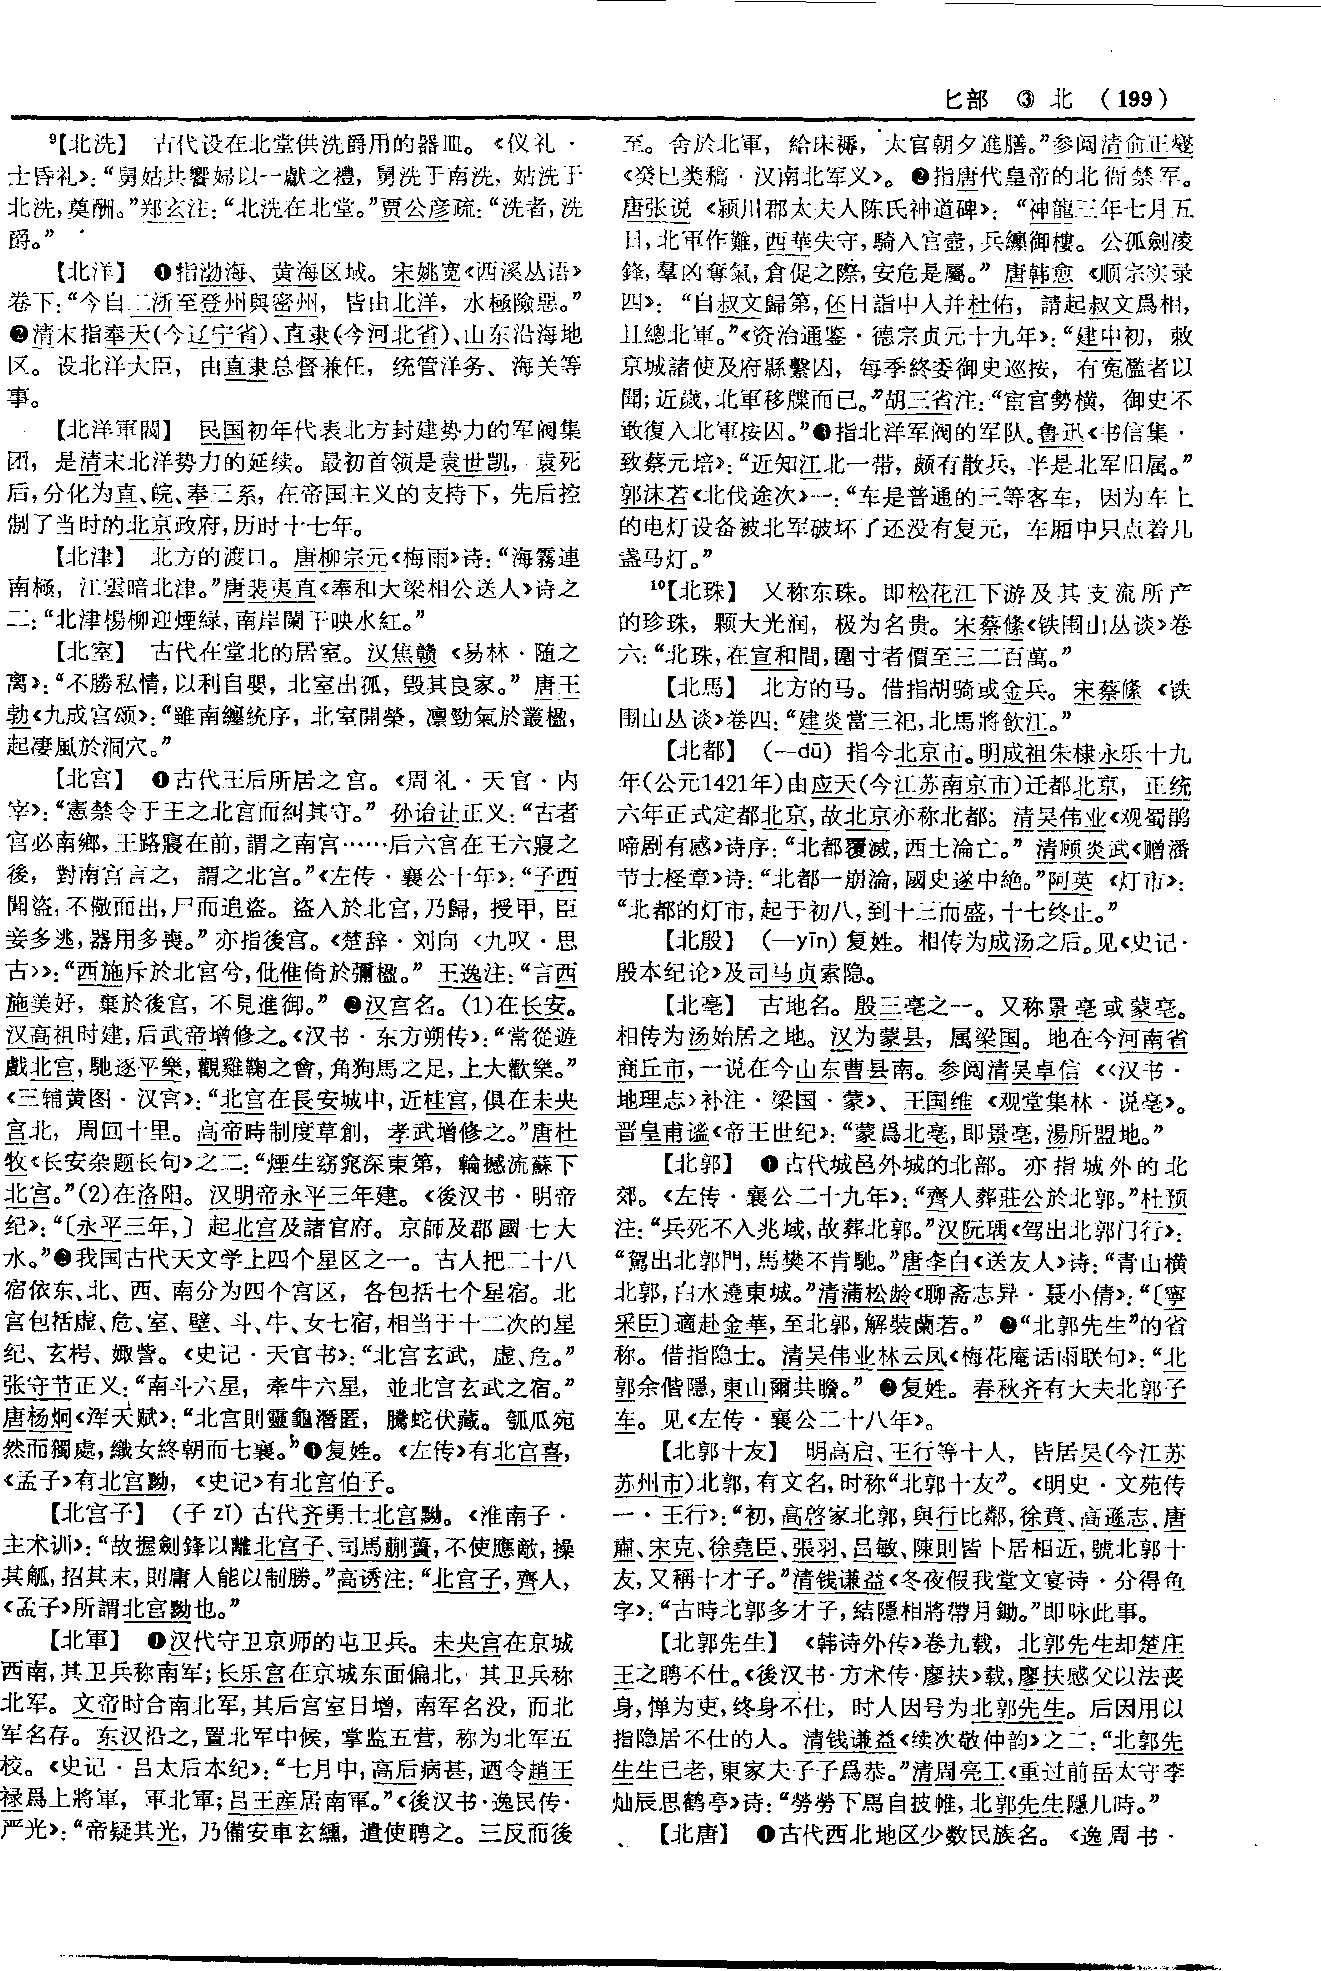 匕部 ③ 北 （199）
⁹【北洗】 古代设在北堂供洗爵用的器皿。《仪礼·
士昏礼》：“舅姑共饗婦以一獻之禮，舅洗于南洗，姑洗于
北洗，奠酬。”郑玄注：“北洗在北堂。”贾公彦疏：“洗者，洗
爵。”
【北洋】 ❶指渤海、黄海区域。宋姚宽《西溪丛语》
卷下：“今自二浙至登州與密州，皆由北洋，水極險惡。”
❷清末指奉天(今辽宁省)、直隶(今河北省)、山东沿海地
区。设北洋大臣，由直隶总督兼任，统管洋务、海关等
事。
【北洋軍閥】 民国初年代表北方封建势力的军阀集
团，是清末北洋势力的延续。最初首领是袁世凯，袁死
后，分化为直、皖、奉三系，在帝国主义的支持下，先后控
制了当时的北京政府，历时十七年。
【北津】 北方的渡口。唐柳宗元《梅雨》诗：“海霧連
南極，江雲暗北津。”唐裴夷直《奉和大梁相公送人》诗之
二：“北津楊柳迎煙緑，南岸闌干映水紅。”
【北室】 古代在堂北的居室。汉焦赣《易林·随之
离》：“不勝私情，以利自嬰，北室出孤，毁其良家。”唐王
勃《九成宫颂》：“雖南纏統序，北室開榮，凛勁氣於叢楹，
起凄風於洞穴。”
【北宫】 ❶古代王后所居之宫。《周礼·天官·内
宰》：“憲禁令于王之北宫而糾其守。”孙诒让正义：“古者
宫必南鄉，王路寢在前，謂之南宫……后六宫在王六寢之
後，對南宫言之，謂之北宫。”《左传·襄公十年》：“子西
聞盜，不儆而出，尸而追盜。盜入於北宫，乃歸，授甲，臣
妾多逃，器用多喪。”亦指後宫。《楚辞·刘向〈九叹·思
古〉》：“西施斥於北宫兮，仳倠倚於彌楹。”王逸注：“言西
施美好，棄於後宫，不見進御。”❷汉宫名。(1)在长安。
汉高祖时建，后武帝增修之。《汉书·东方朔传》：“常從遊
戲北宫，馳逐平樂，觀雞鞠之會，角狗馬之足，上大歡樂。”
《三辅黄图·汉宫》：“北宫在長安城中，近桂宫，俱在未央
宫北，周回十里。高帝時制度草創，孝武增修之。”唐杜
牧《长安杂题长句》之二：“煙生窈窕深東第，輪撼流蘇下
北宫。”(2)在洛阳。汉明帝永平三年建。《後汉书·明帝
纪》：“〔永平三年，〕起北宫及諸官府。京師及郡國七大
水。”❸我国古代天文学上四个星区之一。古人把二十八
宿依东、北、西、南分为四个宫区，各包括七个星宿。北
宫包括虚、危、室、壁、斗、牛、女七宿，相当于十二次的星
纪、玄枵、娵訾。《史记·天官书》：“北宫玄武，虚、危。”
张守节正义：“南斗六星，牽牛六星，並北宫玄武之宿。”
唐杨炯《浑天赋》：“北宫則靈龜潛匿，騰蛇伏藏。瓠瓜宛
然而獨處，織女終朝而七襄。”❹复姓。《左传》有北宫喜，
《孟子》有北宫黝，《史记》有北宫伯子。
【北宫子】 (子 zǐ) 古代齐勇士北宫黝。《淮南子·
主术训》：“故握劍鋒以離北宫子、司馬蒯蕢，不使應敵，操
其觚，招其末，則庸人能以制勝。”高诱注：“北宫子，齊人，
《孟子》所謂北宫黝也。”
【北軍】 ❶汉代守卫京师的屯卫兵。未央宫在京城
西南，其卫兵称南军；长乐宫在京城东面偏北，其卫兵称
北军。文帝时合南北军，其后宫室日增，南军名没，而北
军名存。东汉沿之，置北军中候，掌监五营，称为北军五
校。《史记·吕太后本纪》：“七月中，高后病甚，迺令趙王
禄爲上將軍，軍北軍；吕王産居南軍。”《後汉书·逸民传·
严光》：“帝疑其光，乃備安車玄纁，遣使聘之。三反而後
至。舍於北軍，給床褥，太官朝夕進膳。”参阅清俞正燮
《癸巳类稿·汉南北军义》。❷指唐代皇帝的北衙禁军。
唐张说《颍川郡太夫人陈氏神道碑》：“神龍三年七月五
日，北軍作難，西華失守，騎入官壼，兵纏御樓。公孤劍凌
鋒，羣凶奪氣，倉促之際，安危是屬。”唐韩愈《顺宗实录
四》：“自叔文歸第，伾日詣中人并杜佑，請起叔文爲相，
且總北軍。”《资治通鉴·德宗贞元十九年》：“建中初，敕
京城諸使及府縣繫囚，每季終委御史巡按，有冤濫者以
聞；近歲，北軍移牒而已。”胡三省注：“宦官勢横，御史不
敢復入北軍按囚。”❸指北洋军阀的军队。鲁迅《书信集·
致蔡元培》：“近知江北一带，颇有散兵，半是北军旧属。”
郭沫若《北伐途次》一：“车是普通的三等客车，因为车上
的电灯设备被北军破坏了还没有复元，车厢中只点着几
盏马灯。”
¹⁰【北珠】 又称东珠。即松花江下游及其支流所产
的珍珠，颗大光润，极为名贵。宋蔡絛《铁围山丛谈》卷
六：“北珠，在宣和間，圍寸者價至三二百萬。”
【北馬】 北方的马。借指胡骑或金兵。宋蔡絛《铁
围山丛谈》卷四：“建炎當三祀，北馬將飲江。”
【北都】 (—dū) 指今北京市。明成祖朱棣永乐十九
年(公元1421年)由应天(今江苏南京市)迁都北京，正统
六年正式定都北京，故北京亦称北都。清吴伟业《观蜀鹃
啼剧有感》诗序：“北都覆滅，西土淪亡。”清顾炎武《赠潘
节士柽章》诗：“北都一崩淪，國史遂中絶。”阿英《灯市》：
“北都的灯市，起于初八，到十三而盛，十七终止。”
【北殷】 (—yīn) 复姓。相传为成汤之后。见《史记·
殷本纪论》及司马贞索隐。
【北亳】 古地名。殷三亳之一。又称景亳或蒙亳。
相传为汤始居之地。汉为蒙县，属梁国。地在今河南省
商丘市，一说在今山东曹县南。参阅清吴卓信《〈汉书·
地理志〉补注·梁国·蒙》、王国维《观堂集林·说亳》。
晋皇甫谧《帝王世纪》：“蒙爲北亳，即景亳，湯所盟地。”
【北郭】 ❶古代城邑外城的北部。亦指城外的北
郊。《左传·襄公二十九年》：“齊人葬莊公於北郭。”杜预
注：“兵死不入兆域，故葬北郭。”汉阮瑀《驾出北郭门行》：
“駕出北郭門，馬樊不肯馳。”唐李白《送友人》诗：“青山横
北郭，白水遶東城。”清蒲松龄《聊斋志异·聂小倩》：“〔寧
采臣〕適赴金華，至北郭，解裝蘭若。”❷“北郭先生”的省
称。借指隐士。清吴伟业林云凤《梅花庵话雨联句》：“北
郭余偕隱，東山爾共瞻。”❸复姓。春秋齐有大夫北郭子
车。见《左传·襄公二十八年》。
【北郭十友】 明高启、王行等十人，皆居吴(今江苏
苏州市)北郭，有文名，时称“北郭十友”。《明史·文苑传
一·王行》：“初，高啓家北郭，與行比鄰，徐賁、高遜志、唐
肅、宋克、徐堯臣、張羽、吕敏、陳則皆卜居相近，號北郭十
友，又稱十才子。”清钱谦益《冬夜假我堂文宴诗·分得鱼
字》：“古時北郭多才子，結隱相將帶月鋤。”即咏此事。
【北郭先生】 《韩诗外传》卷九载，北郭先生却楚庄
王之聘不仕。《後汉书·方术传·廖扶》载，廖扶感父以法丧
身，惮为吏，终身不仕，时人因号为北郭先生。后因用以
指隐居不仕的人。清钱谦益《续次敬仲韵》之二：“北郭先
生生已老，東家夫子子爲恭。”清周亮工《重过前岳太守李
灿辰思鹤亭》诗：“勞勞下馬自披帷，北郭先生隱几時。”
【北唐】 ❶古代西北地区少数民族名。《逸周书·